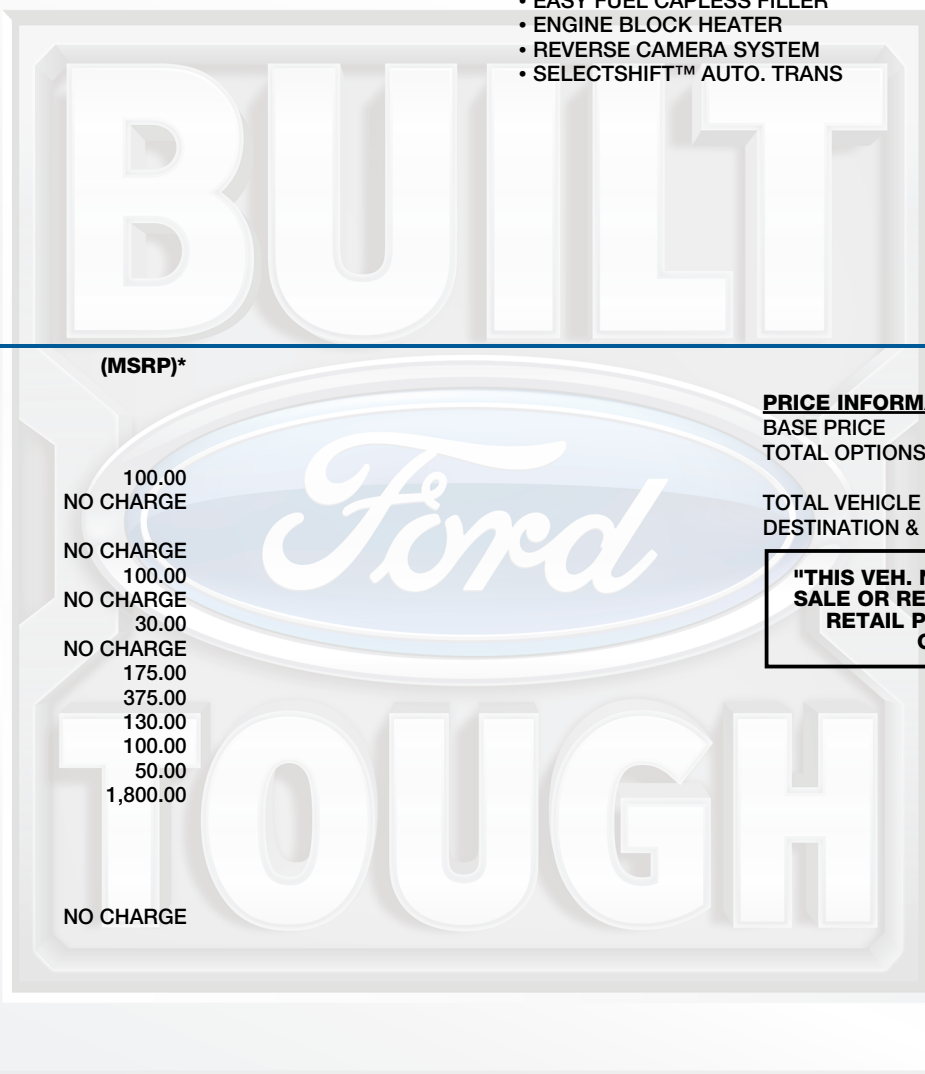 • EASY FUEL CAPLESS FILLER
• ENGINE BLOCK HEATER
• REVERSE CAMERA SYSTEM
• SELECTSHIFT™ AUTO. TRANS
BUILT
(MSRP)*
PRICE INFORM
BASE PRICE
TOTAL OPTIONS
100.00
NO CHARGE
TOTAL VEHICLE
DESTINATION &
Ford
NO CHARGE
100.00
NO CHARGE
30.00
NO CHARGE
175.00
375.00
130.00
100.00
50.00
1,800.00
"THIS VEH.
SALE OR RE
RETAIL P
TOUGH
NO CHARGE